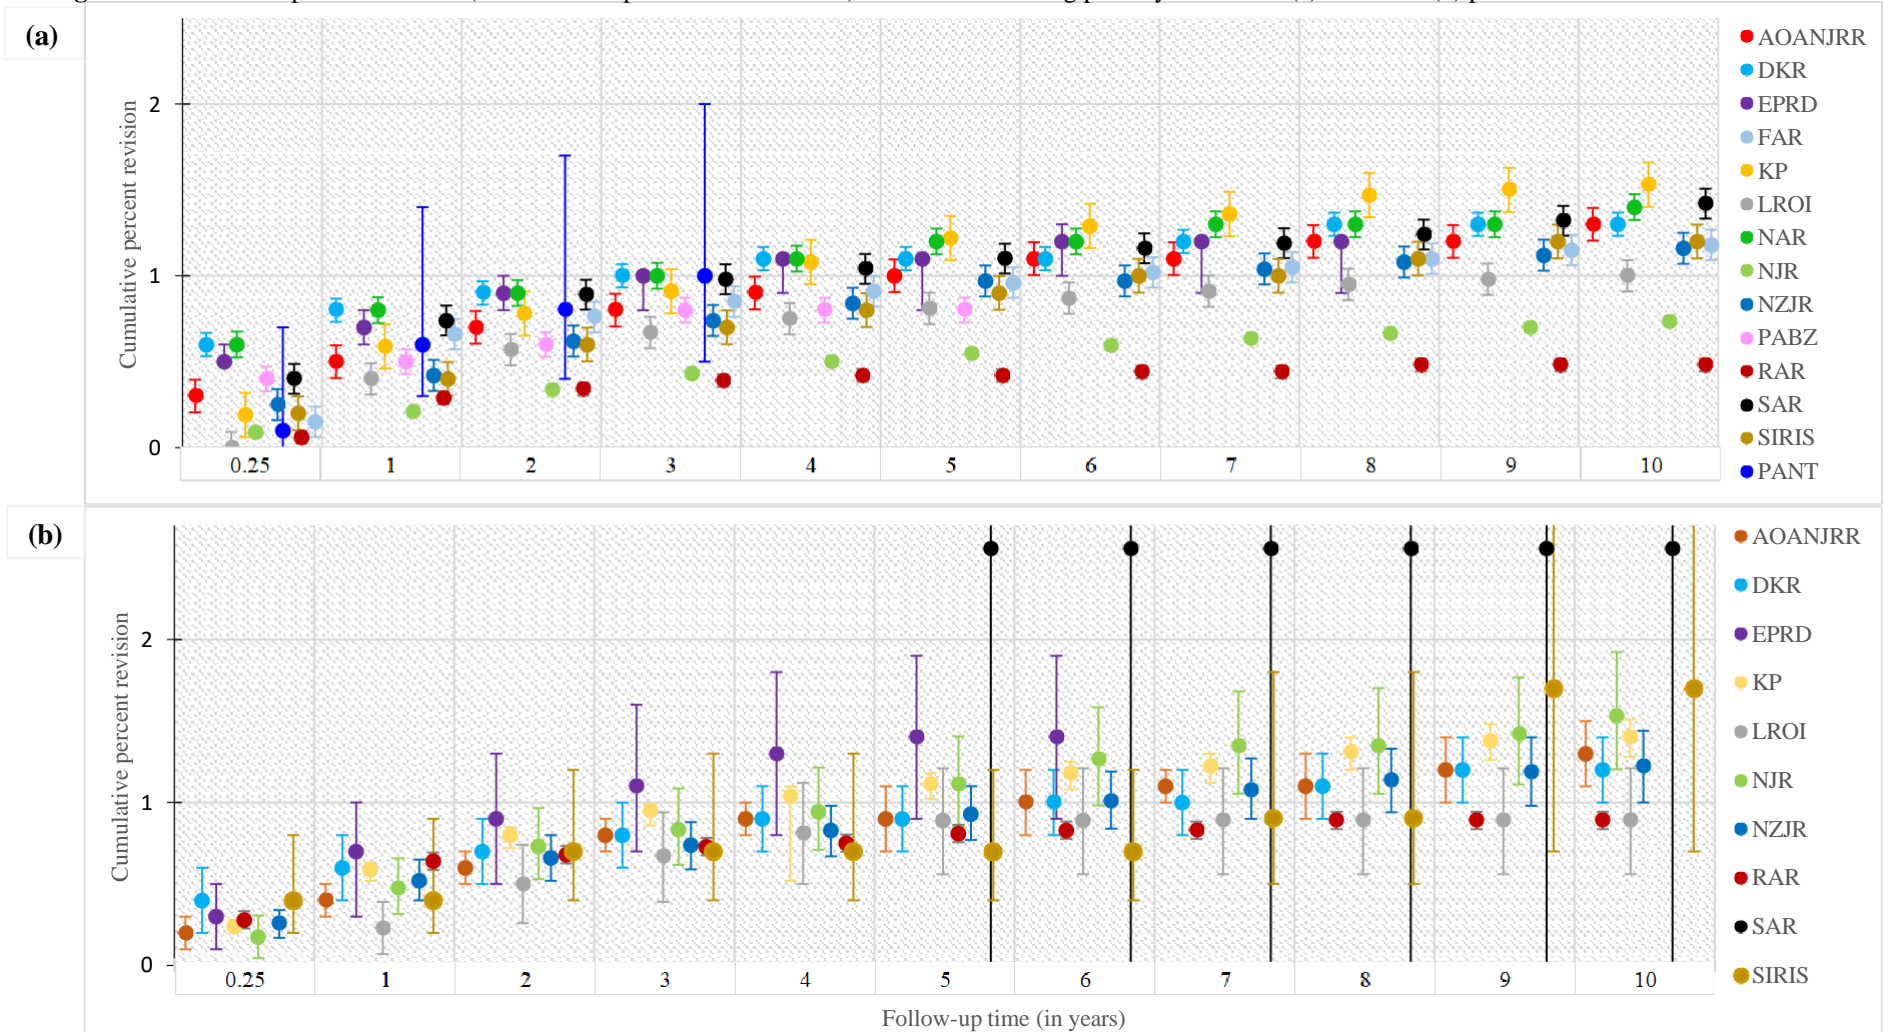 (a)
AOANJRR
DKR
EPRD
FAR
KP
LROI
NAR
NJR
NZJR
PABZ
RAR
SAR
SIRIS
PANT
Cumulative percent revision
2
1
0
0.25 1 2 3 4 5 6 7 8 9 10
(b)
AOANJRR
DKR
EPRD
KP
LROI
NJR
NZJR
RAR
SAR
SIRIS
Cumulative percent revision
2
1
0
0.25 1 2 3 4 5 6 7 8 9 10
Follow-up time (in years)